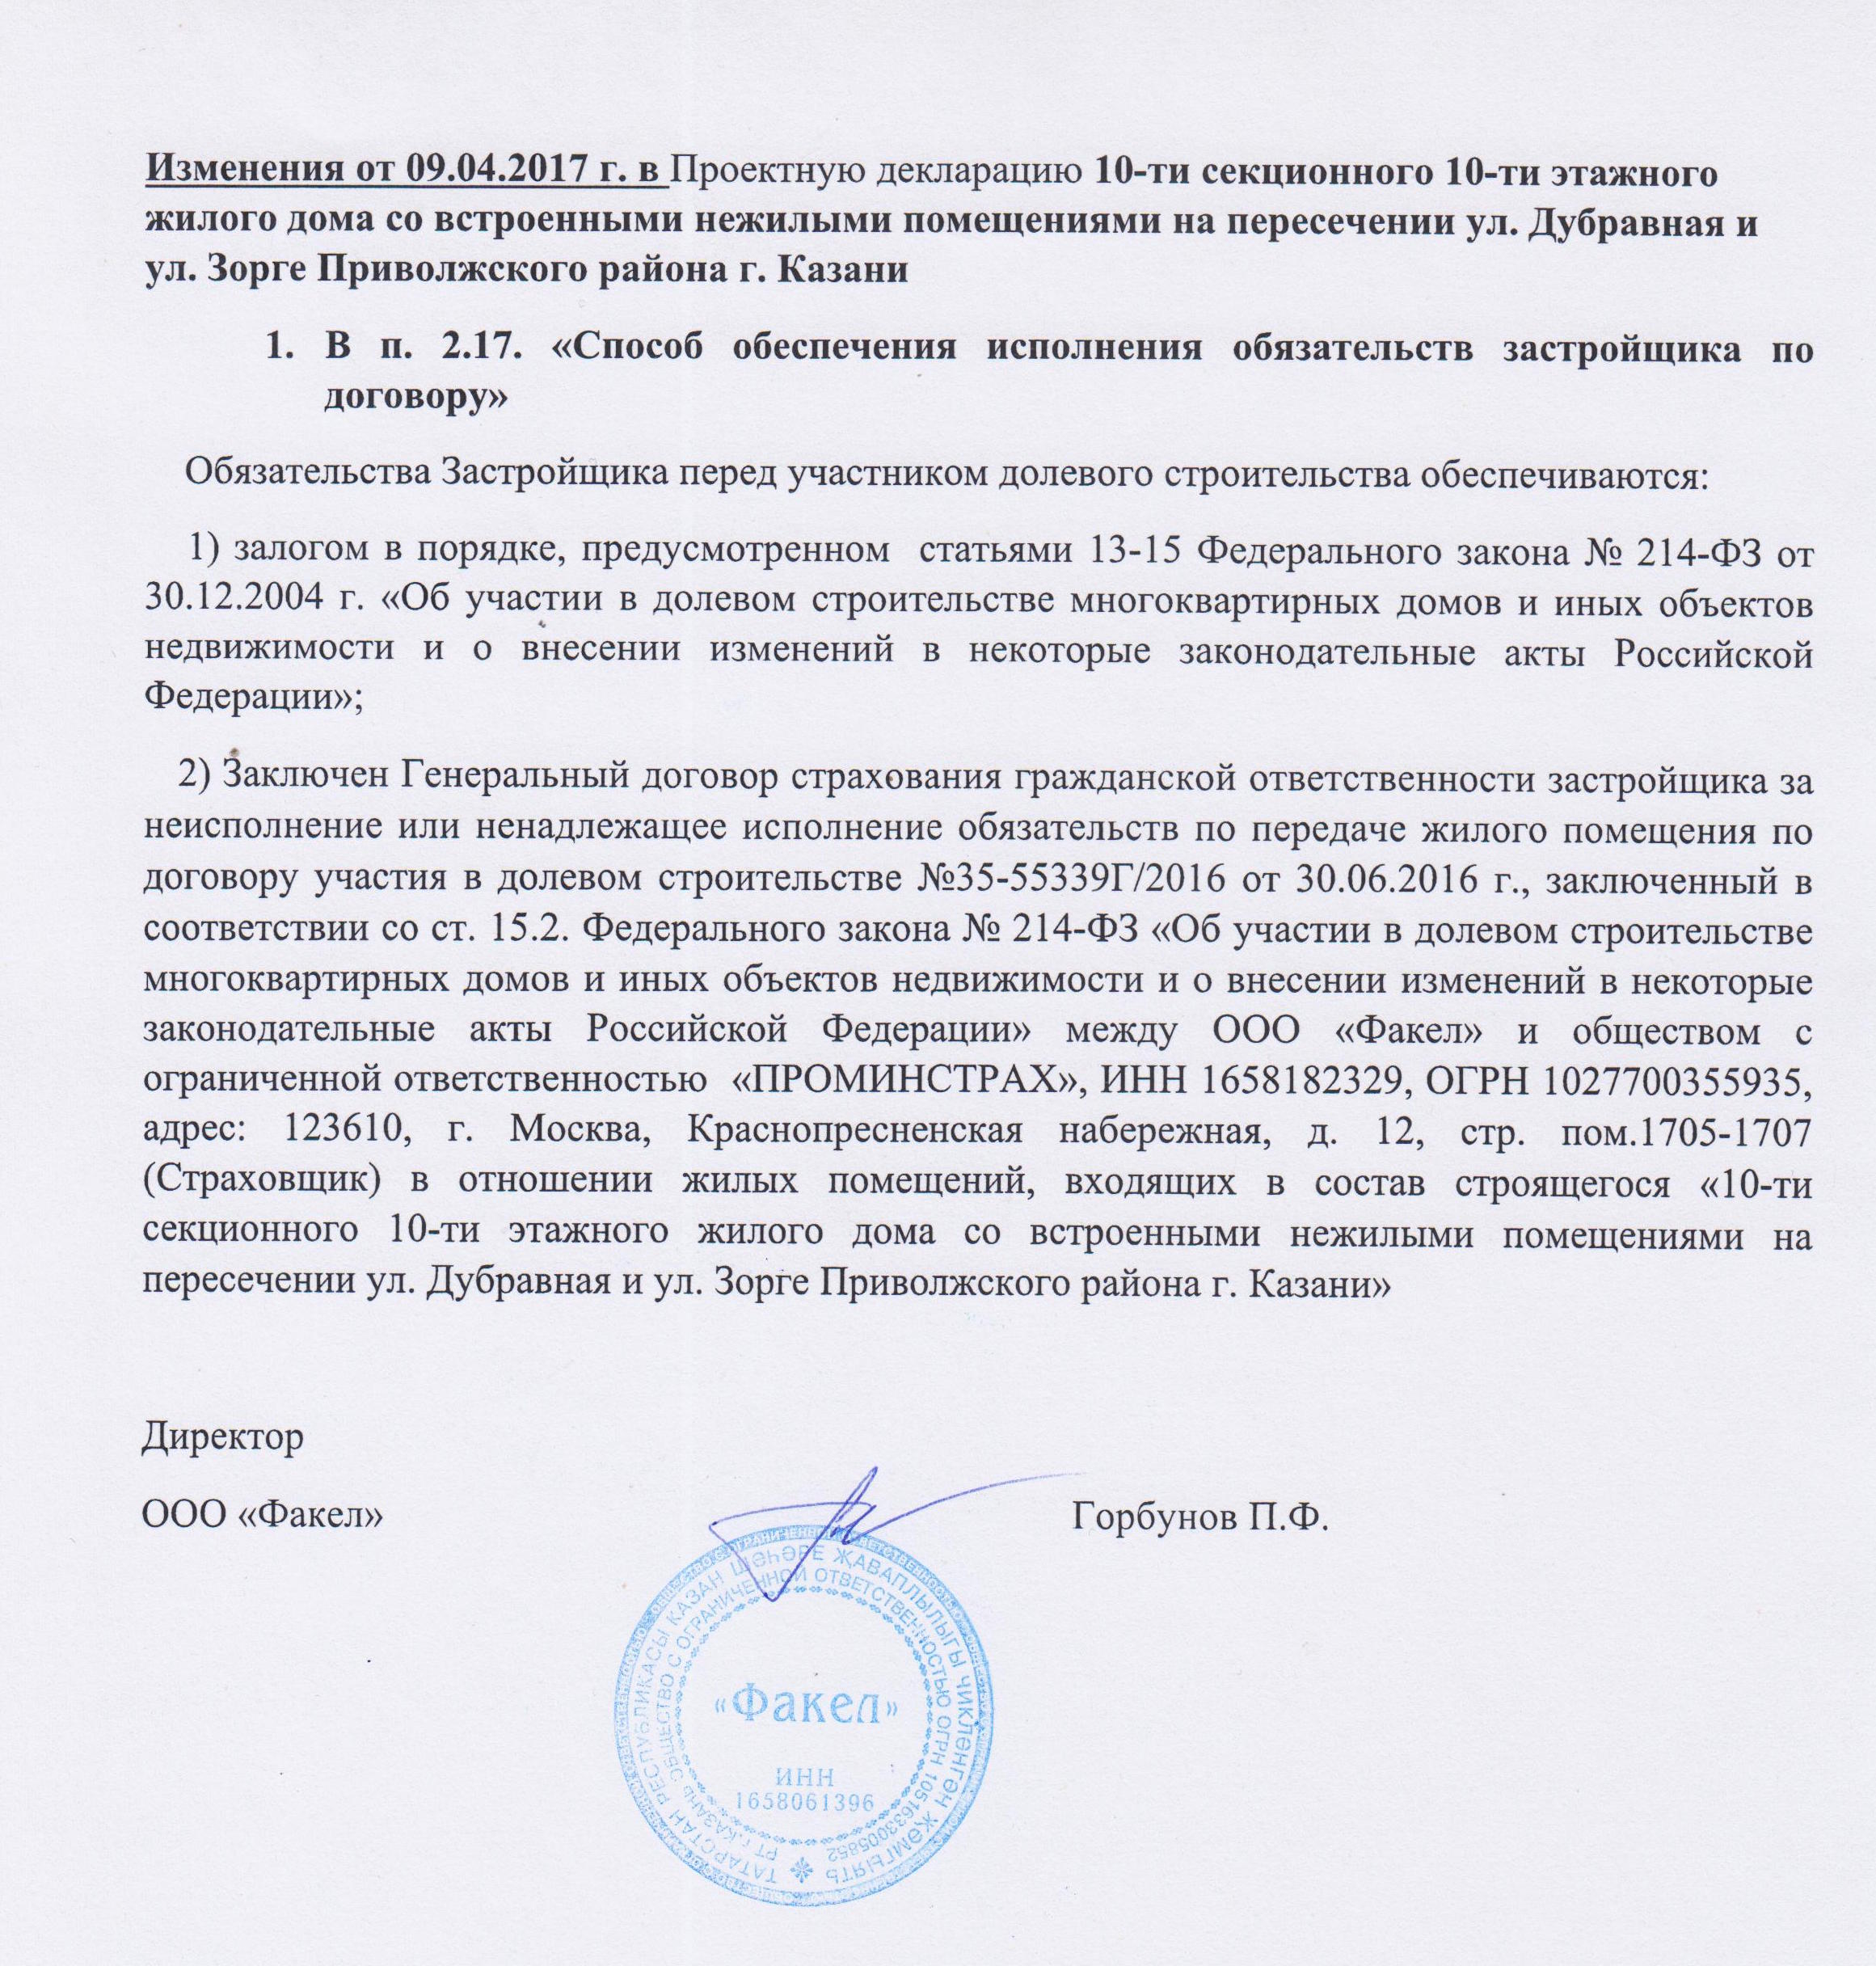 Изменения от 09.04.2017 г. в Проектную декларацию 10-ти секционного 10-ти этажного
жилого дома со встроенными нежилыми помещениями на пересечении ул. Дубравная и
ул. Зорге Приволжского района г. Казани
1. В п. 2.17. «Способ обеспечения исполнения обязательств застройщика по
договору»
Обязательства Застройщика перед участником долевого строительства обеспечиваются:
1) залогом в порядке, предусмотренном статьями 13-15 Федерального закона № 214-ФЗ от
30.12.2004 г. «Об участии в долевом строительстве многоквартирных домов и иных объектов
недвижимости и о внесении изменений в некоторые законодательные акты Российской
Федерации»;
2) Заключен Генеральный договор страхования гражданской ответственности застройщика за
неисполнение или ненадлежащее исполнение обязательств по передаче жилого помещения по
договору участия в долевом строительстве №35-55339Г/2016 от 30.06.2016 г., заключенный в
соответствии со ст. 15.2. Федерального закона № 214-ФЗ «Об участии в долевом строительстве
многоквартирных домов и иных объектов недвижимости и о внесении изменений в некоторые
законодательные акты Российской Федерации» между ООО «Факел» и обществом с
ограниченной ответственностью «ПРОМИНСТРАХ», ИНН 1658182329, ОГРН 1027700355935,
адрес: 123610, г. Москва, Краснопресненская набережная, д. 12, стр. пом.1705-1707
(Страховщик) в отношении жилых помещений, входящих в состав строящегося «10-ти
секционного 10-ти этажного жилого дома со встроенными нежилыми помещениями на
пересечении ул. Дубравная и ул. Зорге Приволжского района г. Казани»
Директор
ООО «Факел» Горбунов П.Ф.
ТАТАРСТАН РЕСПУБЛИКАСЫ КАЗАН ШӘҺӘРЕ ҖАВАПЛЫЛЫГЫ ЧИКЛӘНГӘН ҖӘМГЫЯТЬ
РТ г.КАЗАНЬ ОБЩЕСТВО С ОГРАНИЧЕННОЙ ОТВЕТСТВЕННОСТЬЮ ОГРН 1051633005852
«Факел»
ИНН
1658061396